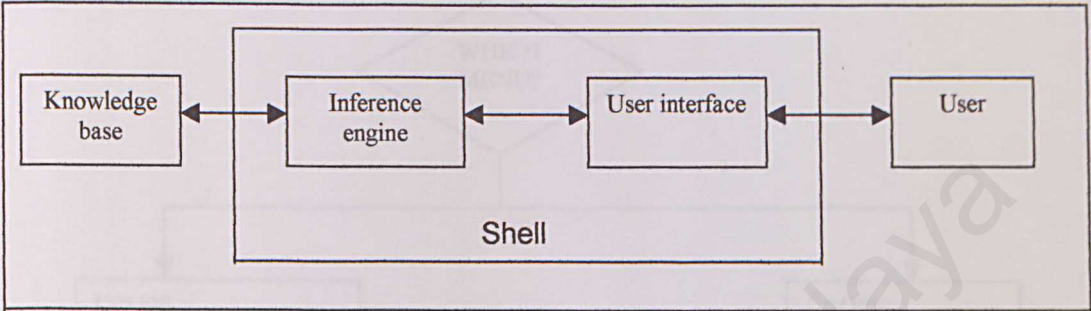 Knowledge
base
Inference
engine
User interface
User
Shell